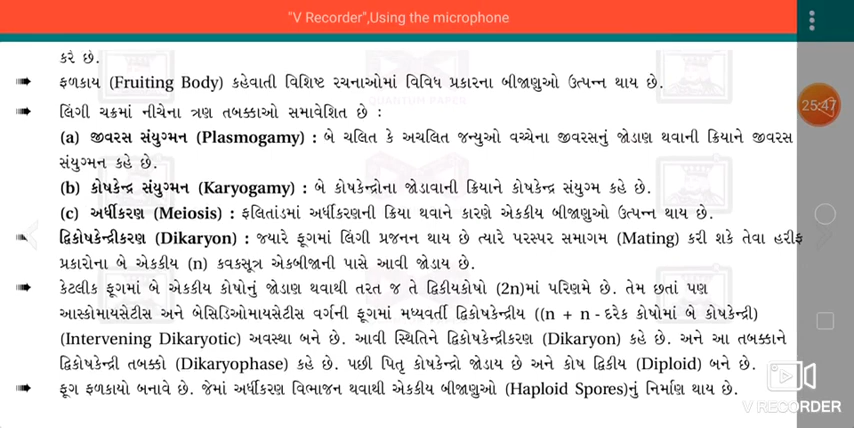 "V Recorder",Using the microphone
કરે છે.
ફળકાય (Fruiting Body) કહેવાતી વિશિષ્ટ રચનાઓમાં વિવિધ પ્રકારના બીજાણુઓ ઉત્પન્ન થાય છે.
લિંગી ચક્રમાં નીચેના ત્રણ તબક્કાઓ સમાવેશિત છે :
25:47
(a) જીવરસ સંયુગ્મન (Plasmogamy) : બે ચલિત કે અચલિત જન્યુઓ વચ્ચેના જીવરસનું જોડાણ થવાની ક્રિયાને જીવરસ
સંયુગ્મન કહે છે.
(b) કોષકેન્દ્ર સંયુગ્મન (Karyogamy) : બે કોષકેન્દ્રોના જોડાવાની ક્રિયાને કોષકેન્દ્ર સંયુગ્મ કહે છે.
(c) અર્ધીકરણ (Meiosis) : ફલિતાંડમાં અર્ધીકરણની ક્રિયા થવાને કારણે એકકીય બીજાણુઓ ઉત્પન્ન થાય છે.
દ્વિકોષકેન્દ્રીકરણ (Dikaryon) : જ્યારે ફૂગમાં લિંગી પ્રજનન થાય છે ત્યારે પરસ્પર સમાગમ (Mating) કરી શકે તેવા હરીફ
પ્રકારોના બે એકકીય (n) કવકસૂત્ર એકબીજાની પાસે આવી જોડાય છે.
કેટલીક ફૂગમાં બે એકકીય કોષોનું જોડાણ થવાથી તરત જ તે દ્વિકીયકોષો (2n)માં પરિણમે છે. તેમ છતાં પણ
આસ્કોમાયસેટીસ અને બેસિડિઓમાયસેટીસ વર્ગની ફૂગમાં મધ્યવર્તી દ્વિકોષકેન્દ્રીય ((n + n - દરેક કોષોમાં બે કોષકેન્દ્રી)
(Intervening Dikaryotic) અવસ્થા બને છે. આવી સ્થિતિને દ્વિકોષકેન્દ્રીકરણ (Dikaryon) કહે છે. અને આ તબક્કાને
દ્વિકોષકેન્દ્રી તબક્કો (Dikaryophase) કહે છે. પછી પિતૃ કોષકેન્દ્રો જોડાય છે અને કોષ દ્વિકીય (Diploid) બને છે.
ફૂગ ફળકાયો બનાવે છે. જેમાં અર્ધીકરણ વિભાજન થવાથી એકકીય બીજાણુઓ (Haploid Spores)નું નિર્માણ થાય છે.
V RECORDER